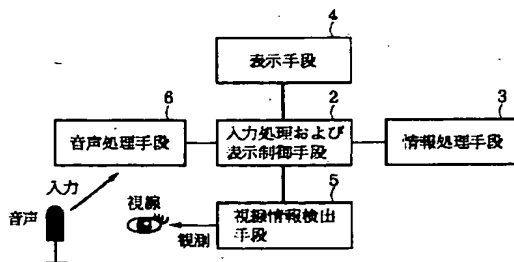 4
表示手段
6
2
3
音声処理手段
入力処理および
表示制御手段
情報処理手段
入力
視線
5
音声
観測
視線情報検出
手段